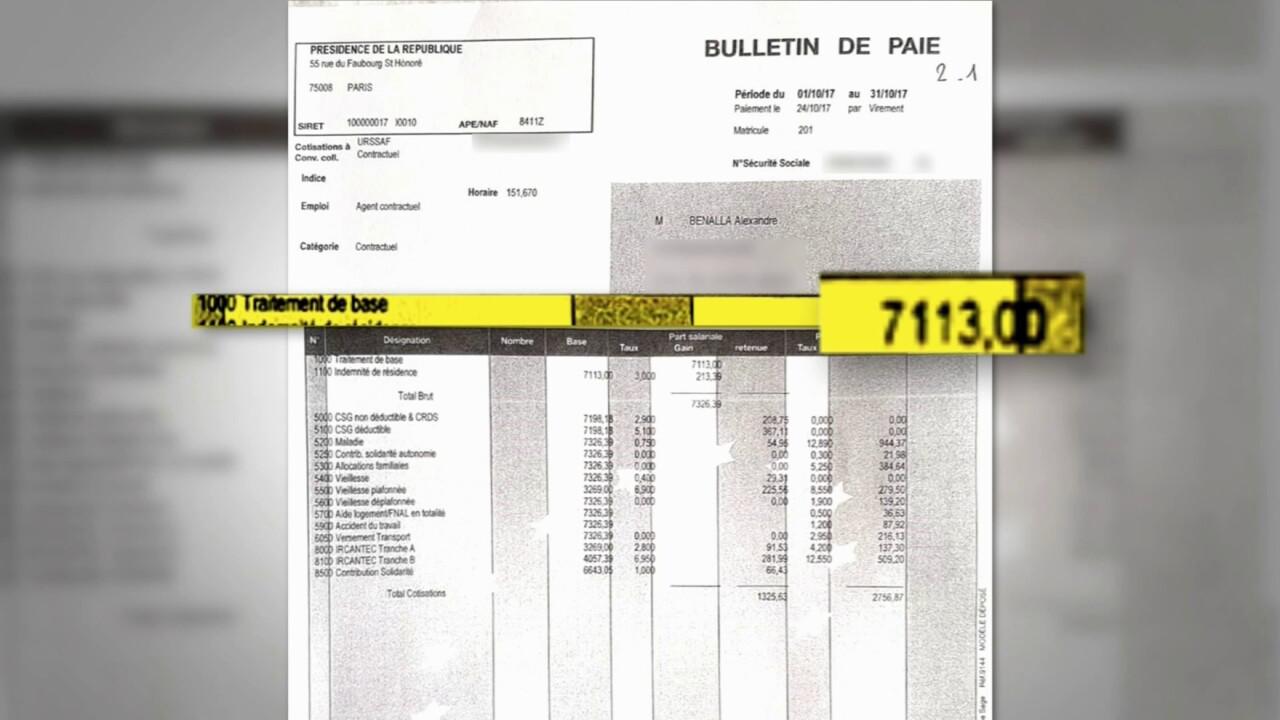 PRESIDENCE DE LA REPUBLIQUE
55 rue du Faubourg St Hónoré
75008 PARIS
SIRET 100000017 I0010 APE/NAF 8411Z
BULLETIN DE PAIE
2-1
Période du 01/10/17 au 31/10/17
Paiement le 24/10/17 par Virement
Matricule 201
N°Sécurité Sociale
Cotisations à URSSAF
Conv. coll. Contractuel
Indice
Horaire 151,670
Emploi Agent contractuel
Catégorie Contractuel
M BENALLA Alexandre
1000 Traitement de base 7113,00
N° Désignation Nombre Base Taux Part salariale Gain retenue Taux
1000 Traitement de base 7113,00
1100 Indemnité de résidence 7113,00 3,000 213,39
Total Brut 7326,39
5000 CSG non déductible & CRDS 7198,18 2,900 208,75 0,000 0,00
5100 CSG déductible 7198,18 5,100 367,11 0,000 0,00
5200 Maladie 7326,39 0,750 54,95 12,890 944,37
5250 Contrib. solidarité autonomie 7326,39 0,000 0,00 0,300 21,98
5300 Allocations familiales 7326,39 0,000 0,00 5,250 384,64
5400 Vieillesse 7326,39 0,400 29,31 0,000 0,00
5500 Vieillesse plafonnée 3269,00 6,900 225,56 8,550 279,50
5600 Vieillesse déplafonnée 7326,39 0,000 0,00 1,900 139,20
5700 Aide logement/FNAL en totalité 7326,39 0,500 36,63
5900 Accident du travail 7326,39 1,200 87,92
6050 Versement Transport 7326,39 0,000 0,00 2,950 216,13
8000 IRCANTEC Tranche A 3269,00 2,800 91,53 4,200 137,30
8100 IRCANTEC Tranche B 4057,39 6,950 281,99 12,550 509,20
8500 Contribution Solidarité 6643,05 1,000 66,43
Total Cotisations 1325,63 2756,87
Sage Réf.9144 MODÈLE DÉPOSÉ